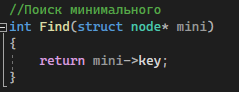 //Поиск минимального
int Find(struct node* mini)
{
    return mini->key;
}